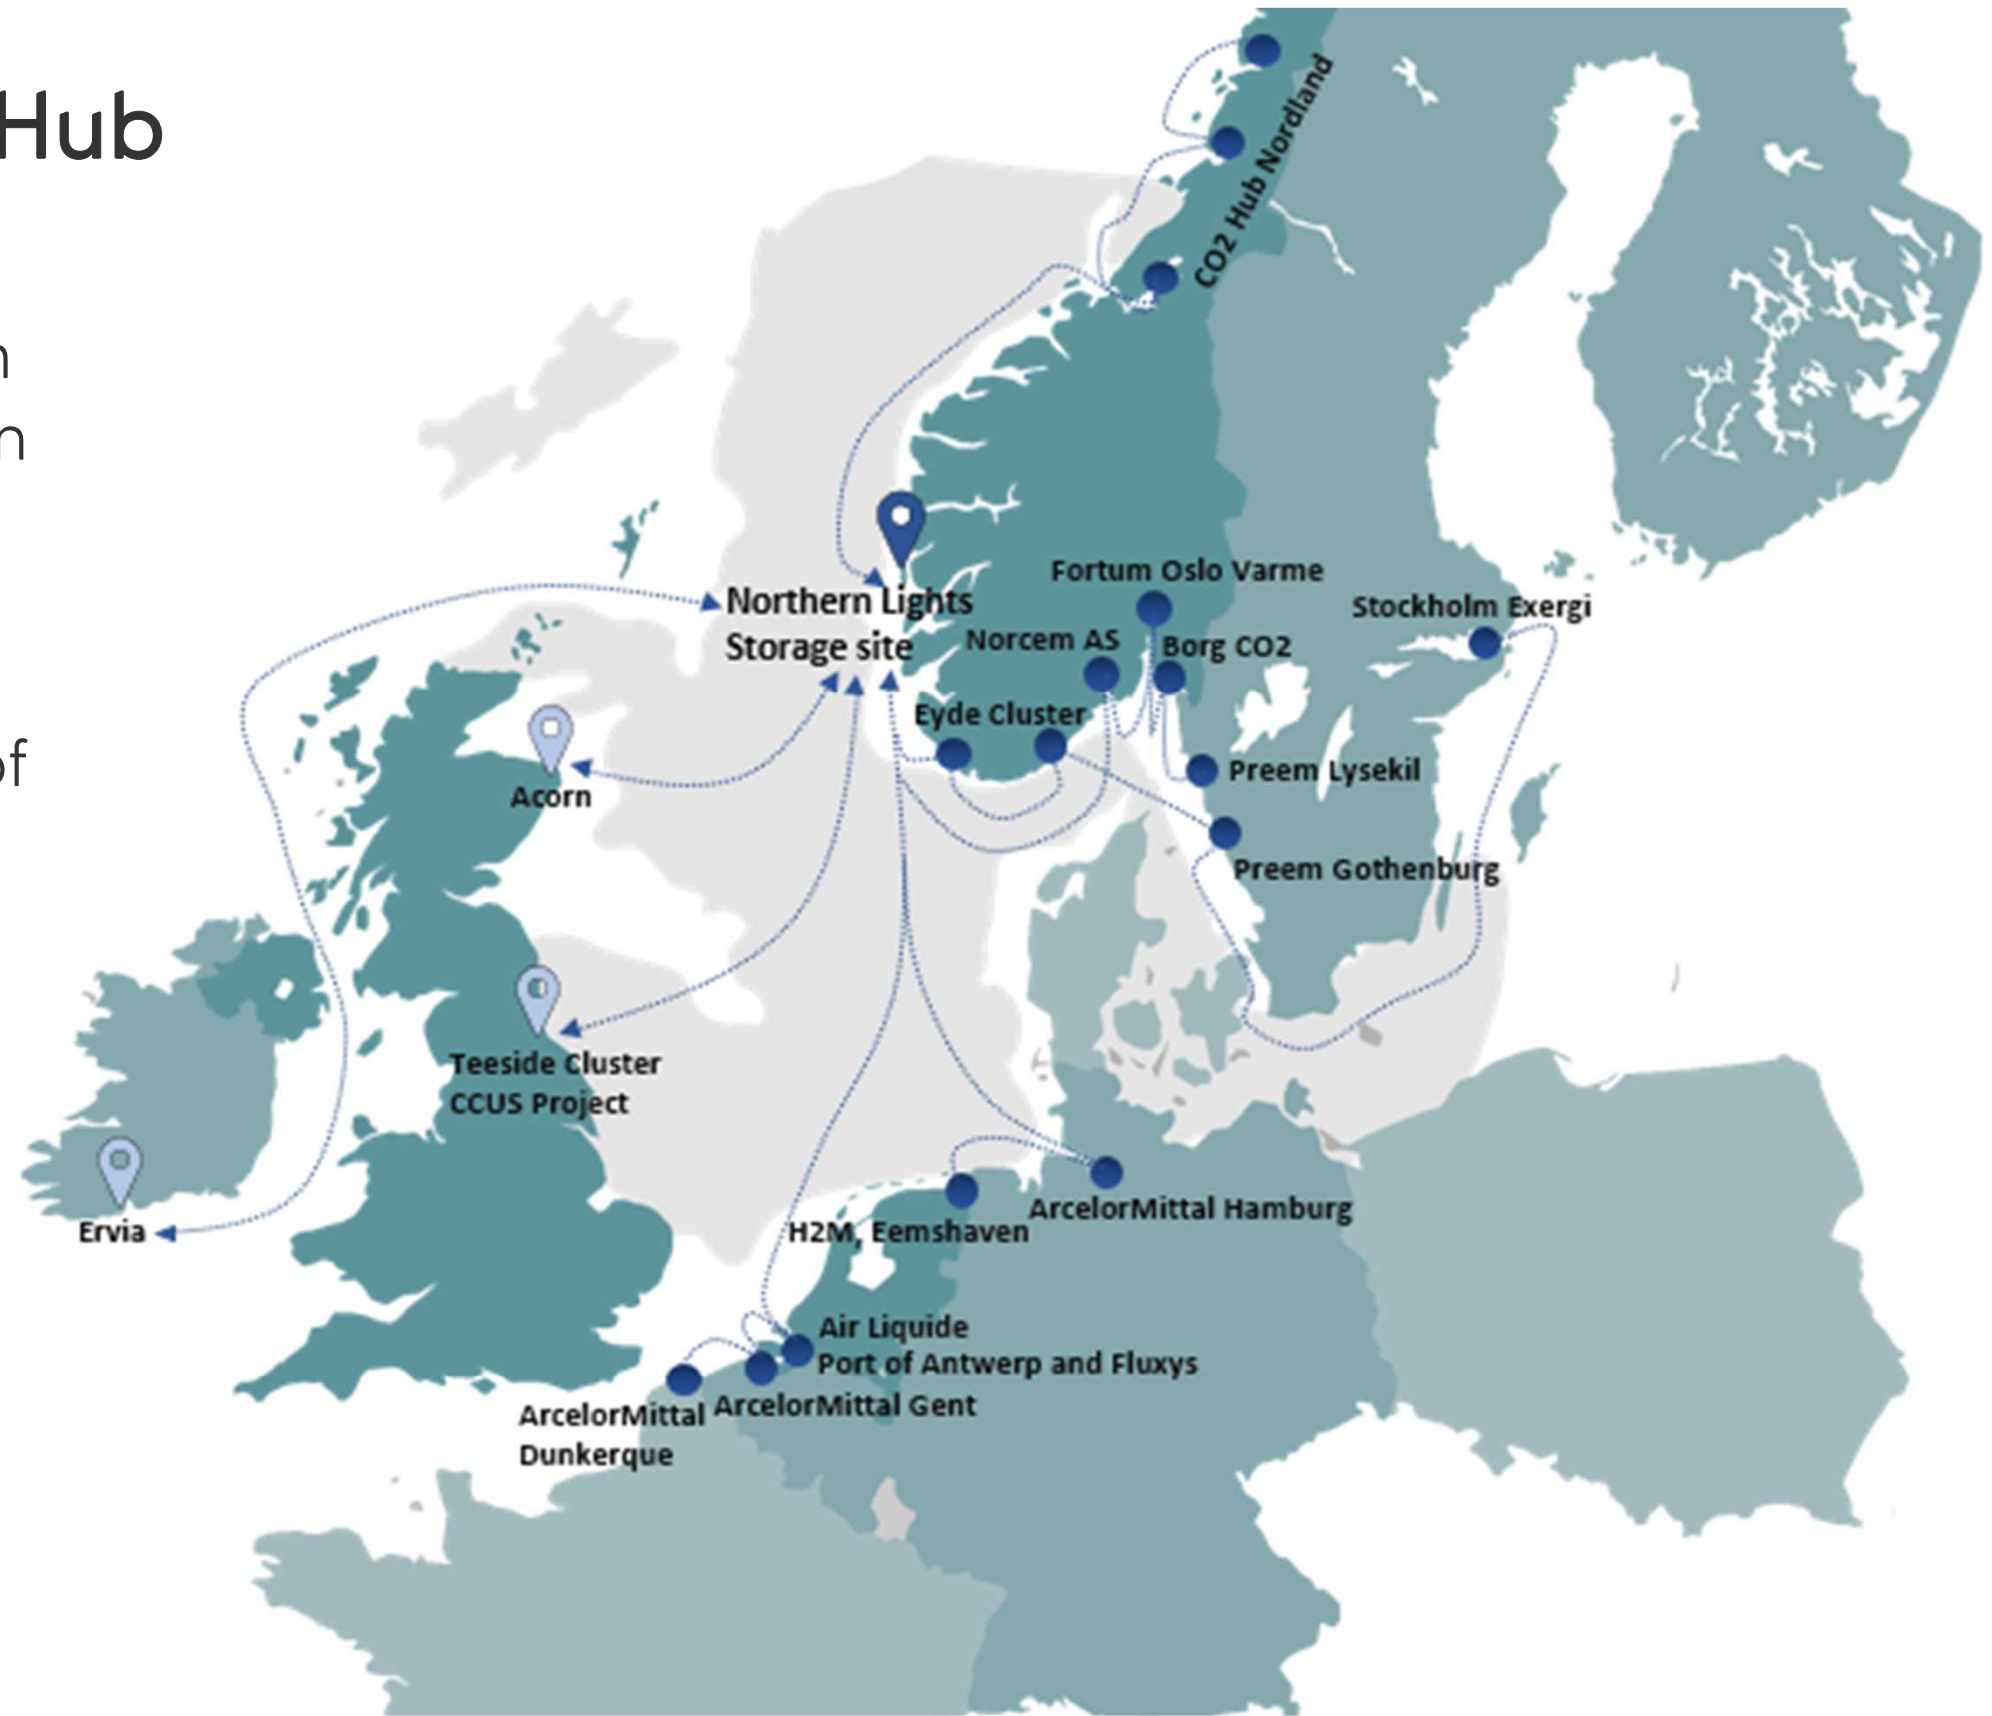 Hub
n
n
of
CO2 Hub Nordland
Northern Lights
Storage site
Fortum Oslo Varme
Stockholm Exergi
Norcem AS
Borg CO2
Eyde Cluster
Preem Lysekil
Acorn
Preem Gothenburg
Teeside Cluster
CCUS Project
Ervia
ArcelorMittal Hamburg
H2M, Eemshaven
Air Liquide
Port of Antwerp and Fluxys
ArcelorMittal Gent
ArcelorMittal
Dunkerque